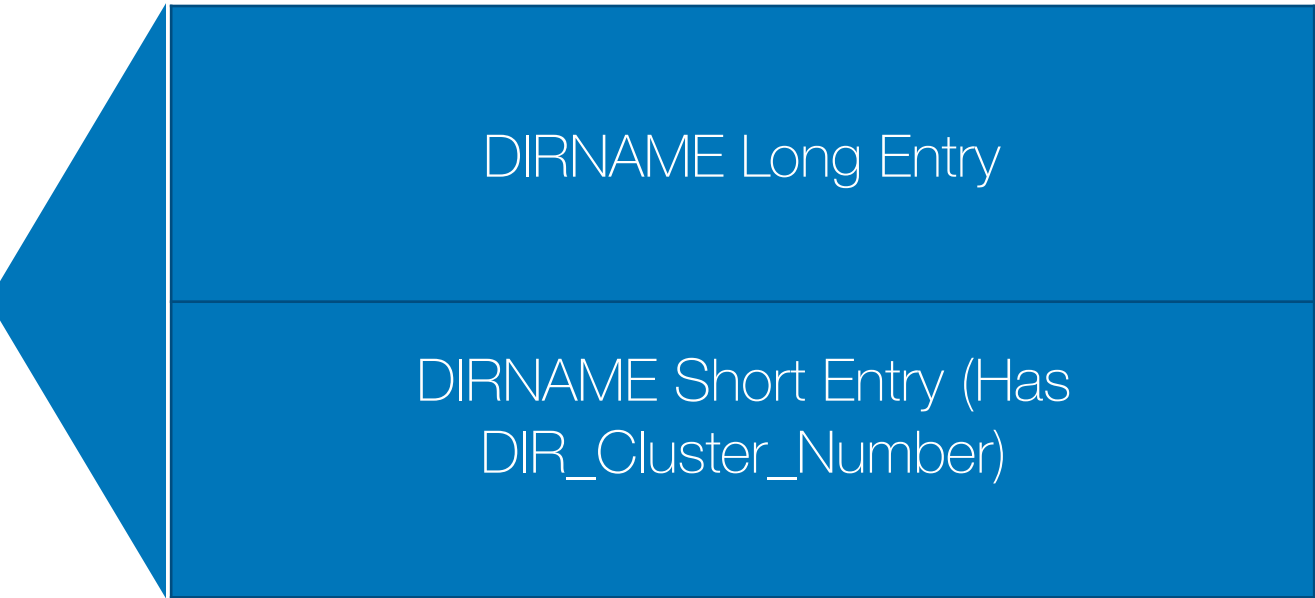 DIRNAME Long Entry
DIRNAME Short Entry (Has
DIR_Cluster_Number)